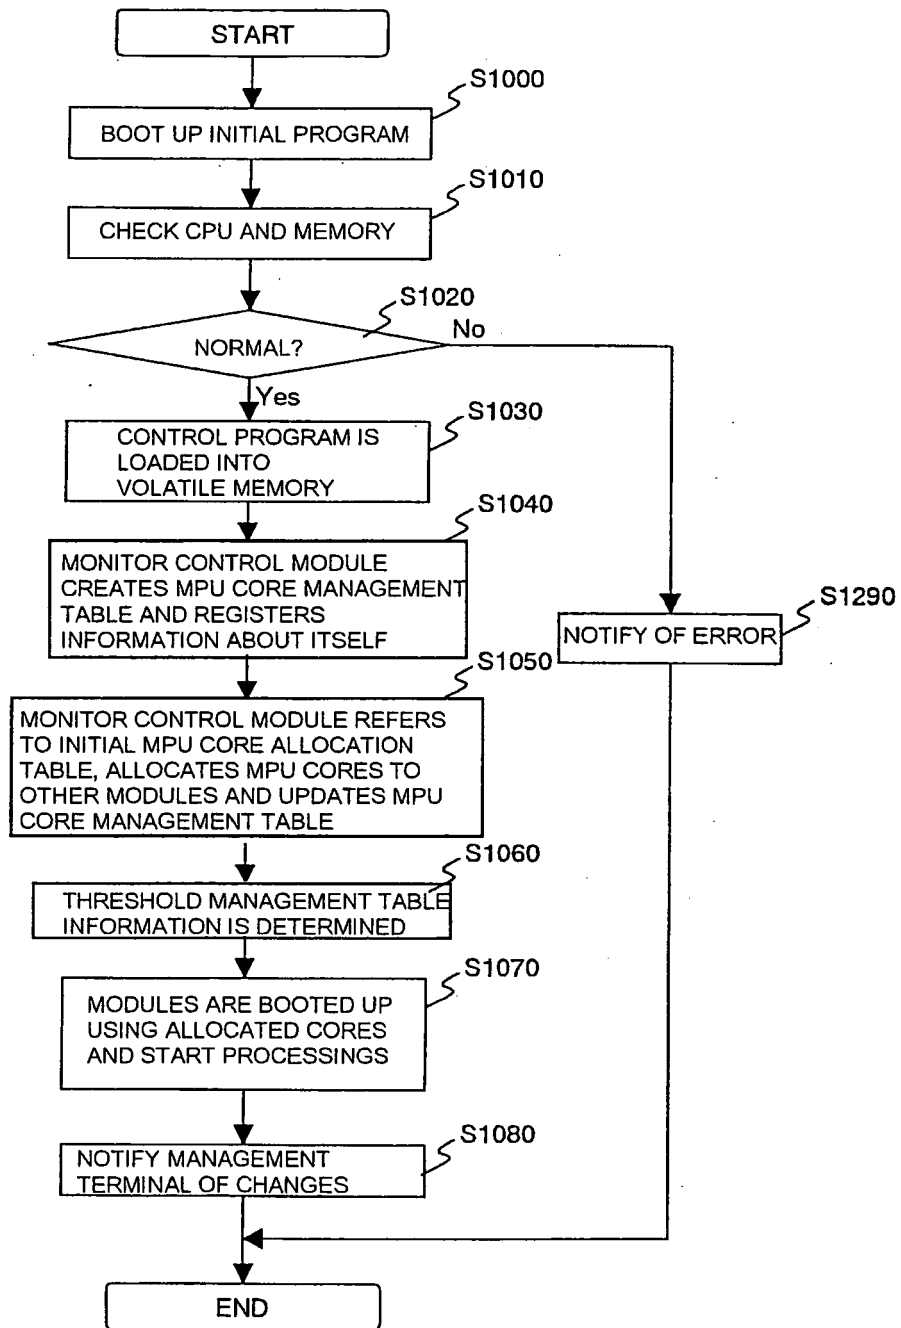 START
S1000
BOOT UP INITIAL PROGRAM
S1010
CHECK CPU AND MEMORY
S1020
NORMAL?
No
Yes
S1030
CONTROL PROGRAM IS
LOADED INTO
VOLATILE MEMORY
S1040
MONITOR CONTROL MODULE
CREATES MPU CORE MANAGEMENT
TABLE AND REGISTERS
INFORMATION ABOUT ITSELF
S1290
NOTIFY OF ERROR
S1050
MONITOR CONTROL MODULE REFERS
TO INITIAL MPU CORE ALLOCATION
TABLE, ALLOCATES MPU CORES TO
OTHER MODULES AND UPDATES MPU
CORE MANAGEMENT TABLE
S1060
THRESHOLD MANAGEMENT TABLE
INFORMATION IS DETERMINED
S1070
MODULES ARE BOOTED UP
USING ALLOCATED CORES
AND START PROCESSINGS
S1080
NOTIFY MANAGEMENT
TERMINAL OF CHANGES
END